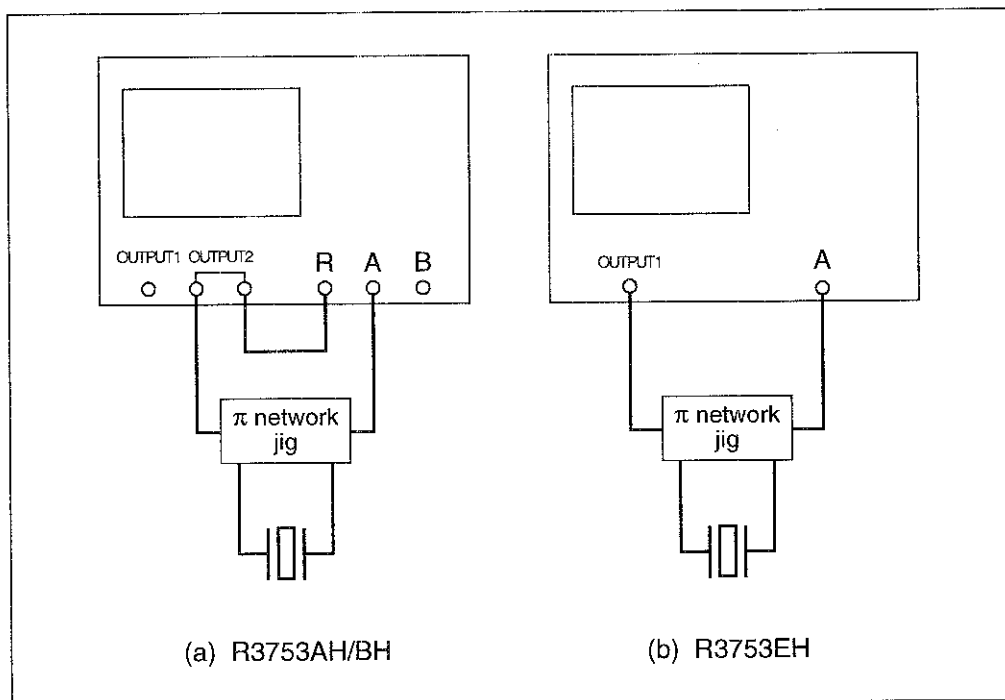 OUTPUT1 OUTPUT2 R A B
π network
jig
(a) R3753AH/BH
OUTPUT1 A
π network
jig
(b) R3753EH